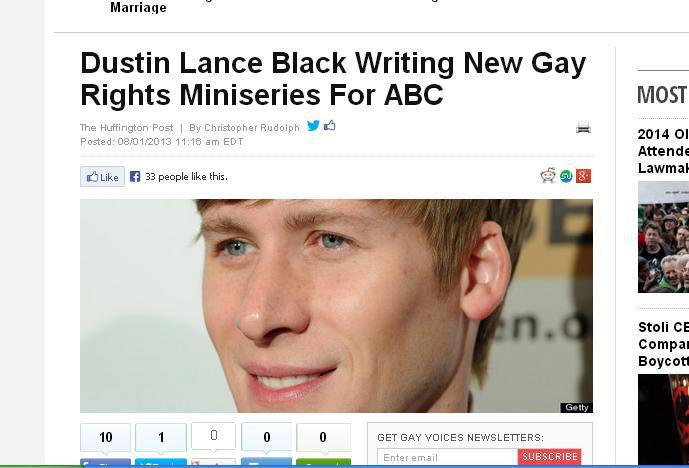 Marriage
Dustin Lance Black Writing New Gay
Rights Miniseries For ABC
The Huffington Post | By Christopher Rudolph
Posted: 08/01/2013 11:16 am EDT
Like
33 people like this.
en.o
Getty
10
1
0
0
0
GET GAY VOICES NEWSLETTERS:
Enter email
SUBSCRIBE
MOST
2014 Ol
Attende
Lawmak
Stoli CE
Compan
Boycott